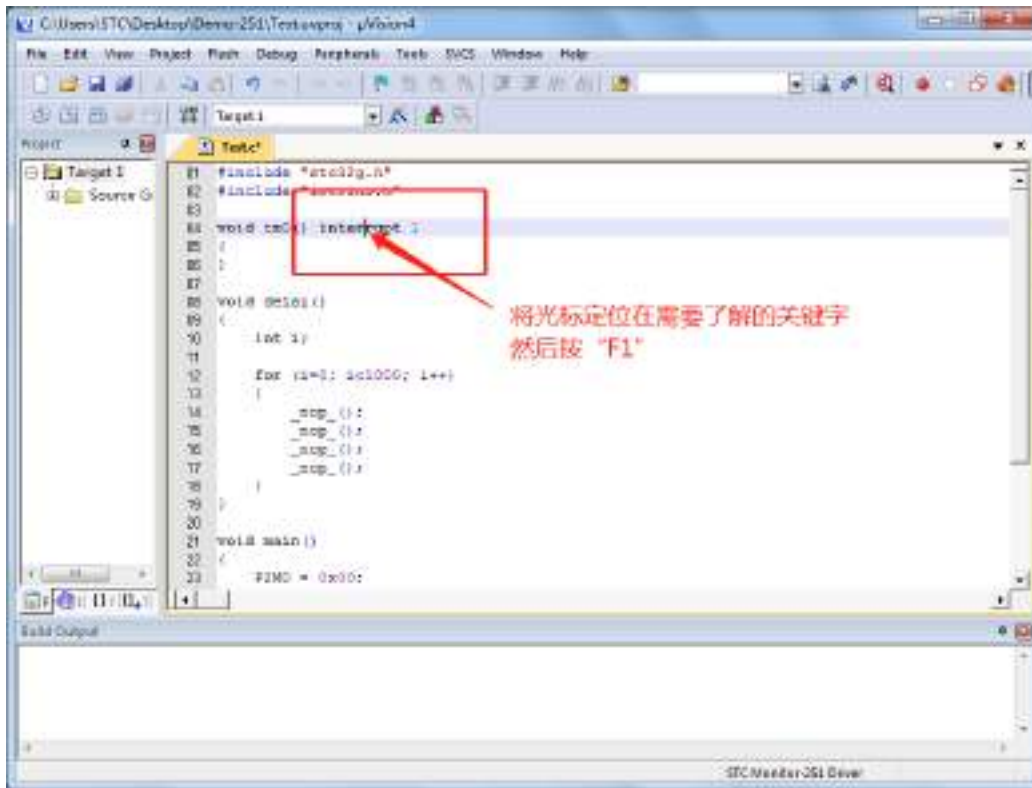 C:\Users\STC\Desktop\Demo-251\Test.uvproj - µVision4
File Edit View Project Flash Debug Peripherals Tools SVCS Window Help
Target 1
Project
Test.c*
Target 1
Source G
01 #include "stc32g.h"
02 #include
03
04 void tm0() interrupt 1
05 {
06 }
07
08 void delay()
09 {
10 int i;
11
12 for (i=0; i<1000; i++)
13 {
14 _nop_();
15 _nop_();
16 _nop_();
17 _nop_();
18 }
19 }
20
21 void main()
22 {
23 P2M0 = 0x00;
将光标定位在需要了解的关键字
然后按 “F1”
Build Output
STC Monitor-251 Driver